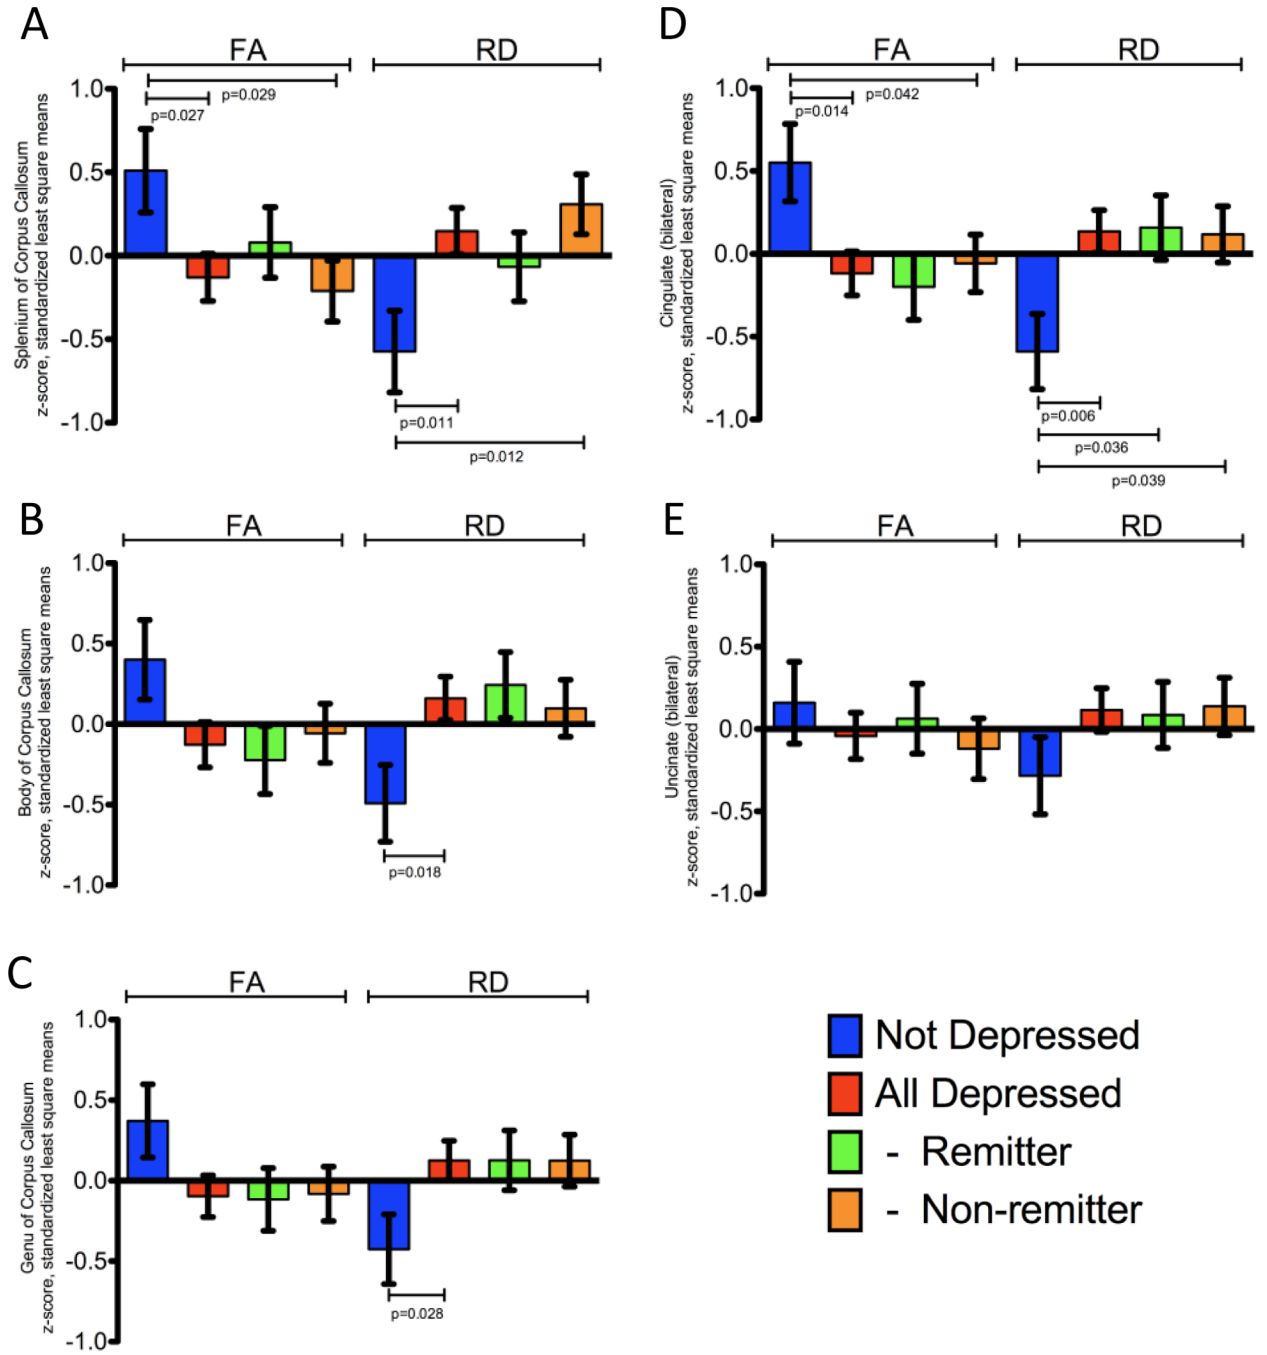 A
FA
RD
Splenium of Corpus Callosum
z-score, standardized least square means
1.0
0.5
0.0
-0.5
-1.0
p=0.029
p=0.027
p=0.011
p=0.012
B
FA
RD
Body of Corpus Callosum
z-score, standardized least square means
1.0
0.5
0.0
-0.5
-1.0
p=0.018
C
FA
RD
Genu of Corpus Callosum
z-score, standardized least square means
1.0
0.5
0.0
-0.5
-1.0
p=0.028
D
FA
RD
Cingulate (bilateral)
z-score, standardized least square means
1.0
0.5
0.0
-0.5
-1.0
p=0.042
p=0.014
p=0.006
p=0.036
p=0.039
E
FA
RD
Uncinate (bilateral)
z-score, standardized least square means
1.0
0.5
0.0
-0.5
-1.0
Not Depressed
All Depressed
- Remitter
- Non-remitter